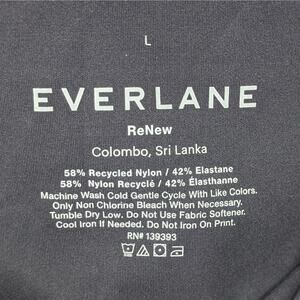 L
EVERLANE
ReNew
Colombo, Sri Lanka
58% Recycled Nylon / 42% Elastane
58% Nylon Recyclé / 42% Élasthanne
Machine Wash Cold Gentle Cycle With Like Colors.
Only Non Chlorine Bleach When Necessary.
Tumble Dry Low. Do Not Use Fabric Softener.
Cool Iron If Needed. Do Not Iron On Print.
RN# 139393